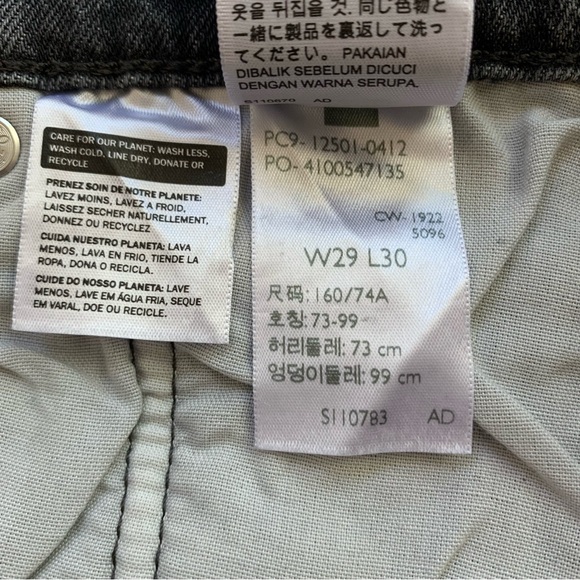 옷을 뒤집을 것. 同じ色物と
一緒に製品を裏返して洗っ
てください。 PAKAIAN
DIBALIK SEBELUM DICUCI
DENGAN WARNA SERUPA.
S110870 AD
CARE FOR OUR PLANET: WASH LESS,
WASH COLD, LINE DRY, DONATE OR
RECYCLE
PRENEZ SOIN DE NOTRE PLANETE:
LAVEZ MOINS, LAVEZ A FROID,
LAISSEZ SECHER NATURELLEMENT,
DONNEZ OU RECYCLEZ
CUIDA NUESTRO PLANETA: LAVA
MENOS, LAVA EN FRIO, TIENDE LA
ROPA, DONA O RECICLA.
CUIDE DO NOSSO PLANETA: LAVE
MENOS, LAVE EM ÁGUA FRIA, SEQUE
EM VARAL, DOE OU RECICLE.
PC9- 12501-0412
PO- 4100547135
CW- 1922
5096
W29 L30
尺码: 160/74A
호칭: 73-99
허리둘레: 73 cm
엉덩이둘레: 99 cm
S110783 AD